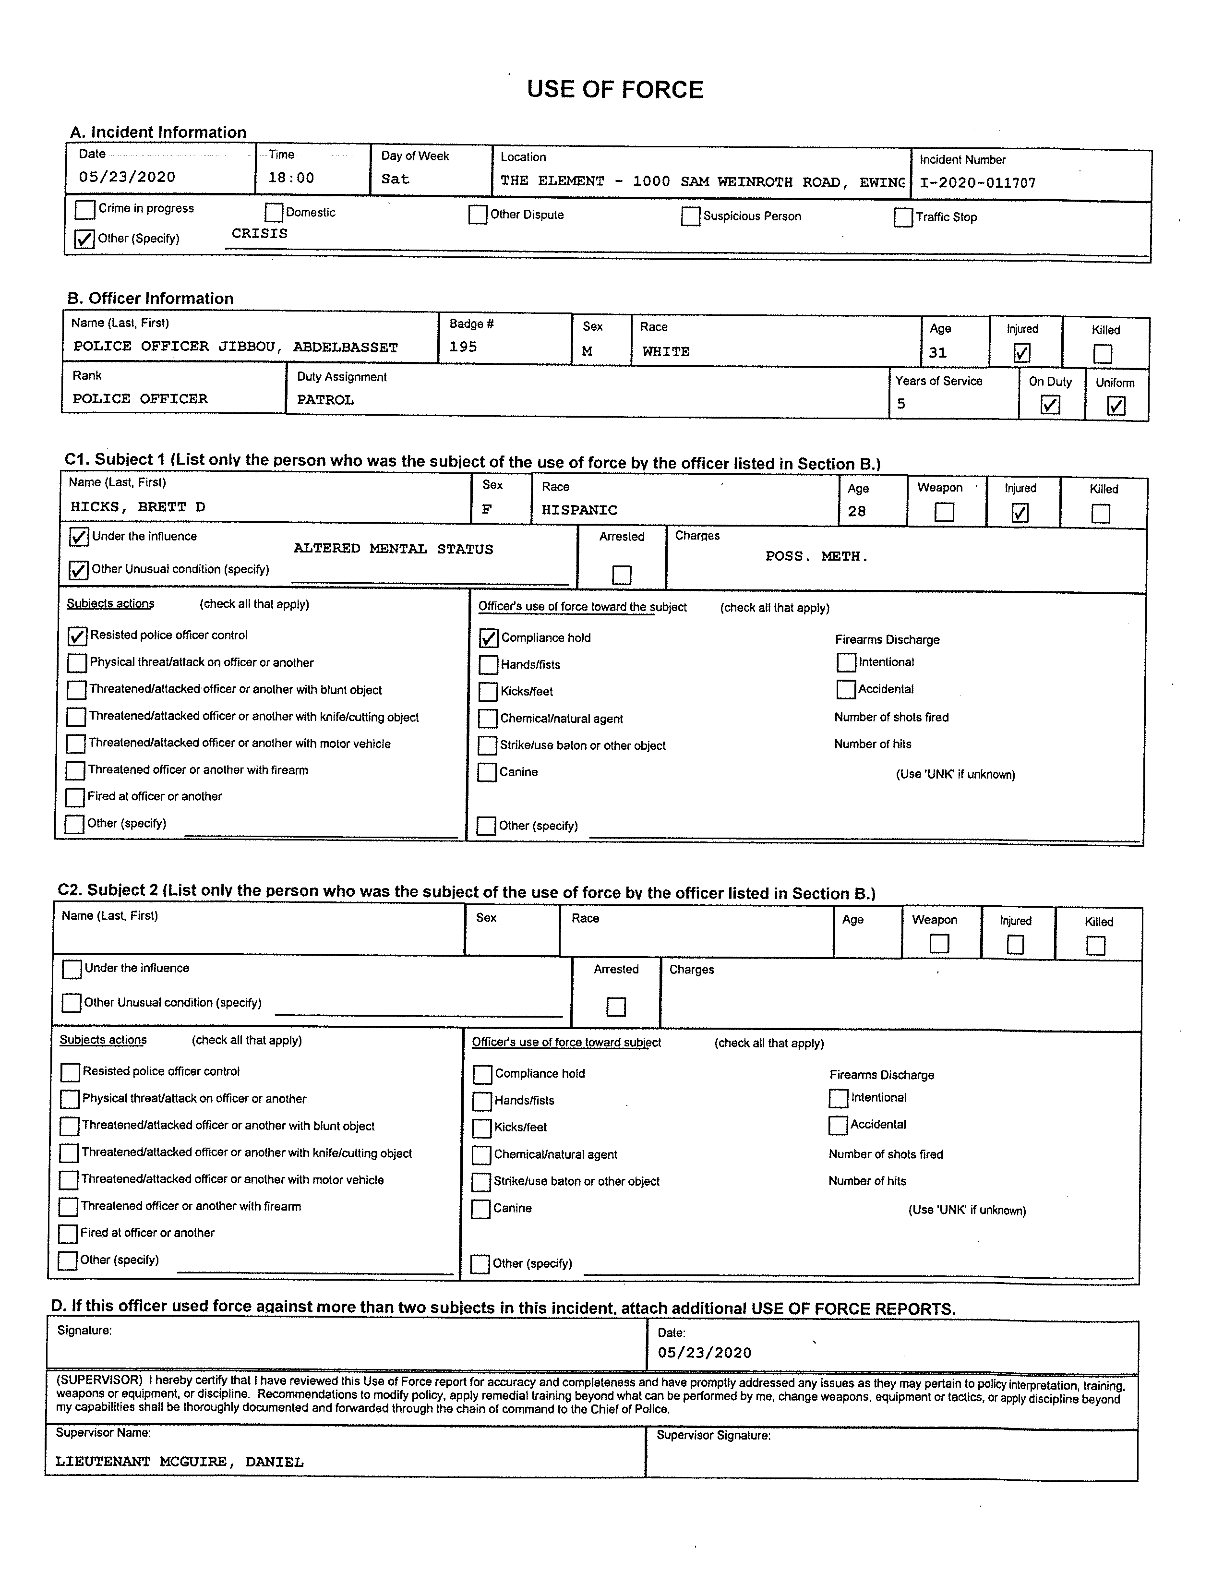 USE OF FORCE
A. Incident Information
Date Time Day of Week Location Incident Number
05/23/2020 18:00 Sat THE ELEMENT - 1000 SAM WEINROTH ROAD, EWING I-2020-011707
Crime in progress Domestic Other Dispute Suspicious Person Traffic Stop
Other (Specify) CRISIS
B. Officer Information
Name (Last, First) Badge # Sex Race Age Injured Killed
POLICE OFFICER JIBBOU, ABDELBASSET 195 M WHITE 31
Rank Duty Assignment Years of Service On Duty Uniform
POLICE OFFICER PATROL 5
C1. Subject 1 (List only the person who was the subject of the use of force by the officer listed in Section B.)
Name (Last, First) Sex Race Age Weapon Injured Killed
HICKS, BRETT D F HISPANIC 28
Under the influence Arrested Charges
ALTERED MENTAL STATUS POSS. METH.
Other Unusual condition (specify)
Subjects actions (check all that apply) Officer's use of force toward the subject (check all that apply)
Resisted police officer control Compliance hold Firearms Discharge
Physical threat/attack on officer or another Hands/fists Intentional
Threatened/attacked officer or another with blunt object Kicks/feet Accidental
Threatened/attacked officer or another with knife/cutting object Chemical/natural agent Number of shots fired
Threatened/attacked officer or another with motor vehicle Strike/use baton or other object Number of hits
Threatened officer or another with firearm Canine (Use 'UNK' if unknown)
Fired at officer or another
Other (specify) Other (specify)
C2. Subject 2 (List only the person who was the subject of the use of force by the officer listed in Section B.)
Name (Last, First) Sex Race Age Weapon Injured Killed
Under the influence Arrested Charges
Other Unusual condition (specify)
Subjects actions (check all that apply) Officer's use of force toward subject (check all that apply)
Resisted police officer control Compliance hold Firearms Discharge
Physical threat/attack on officer or another Hands/fists Intentional
Threatened/attacked officer or another with blunt object Kicks/feet Accidental
Threatened/attacked officer or another with knife/cutting object Chemical/natural agent Number of shots fired
Threatened/attacked officer or another with motor vehicle Strike/use baton or other object Number of hits
Threatened officer or another with firearm Canine (Use 'UNK' if unknown)
Fired at officer or another
Other (specify) Other (specify)
D. If this officer used force against more than two subjects in this incident, attach additional USE OF FORCE REPORTS.
Signature: Date:
05/23/2020
(SUPERVISOR) I hereby certify that I have reviewed this Use of Force report for accuracy and completeness and have promptly addressed any issues as they may pertain to policy interpretation, training,
weapons or equipment, or discipline. Recommendations to modify policy, apply remedial training beyond what can be performed by me, change weapons, equipment or tactics, or apply discipline beyond
my capabilities shall be thoroughly documented and forwarded through the chain of command to the Chief of Police.
Supervisor Name: Supervisor Signature:
LIEUTENANT MCGUIRE, DANIEL